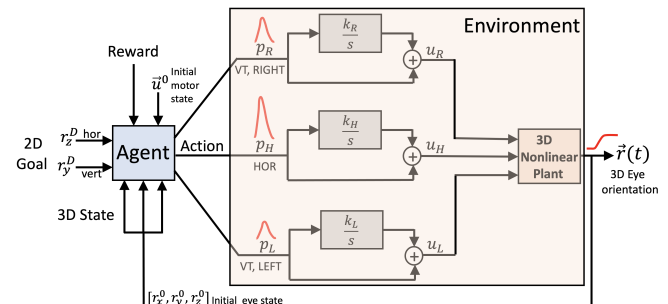 Environment
Reward
k_R
s
p_R
u_R
VT, RIGHT
u⃗⁰ Initial
motor
state
2D
Goal
r_z^D hor
r_y^D vert
Agent
Action
k_H
s
p_H
u_H
HOR
3D
Nonlinear
Plant
r⃗(t)
3D Eye
orientation
3D State
k_L
s
p_L
u_L
VT, LEFT
[r_x^0, r_y^0, r_z^0] Initial eye state